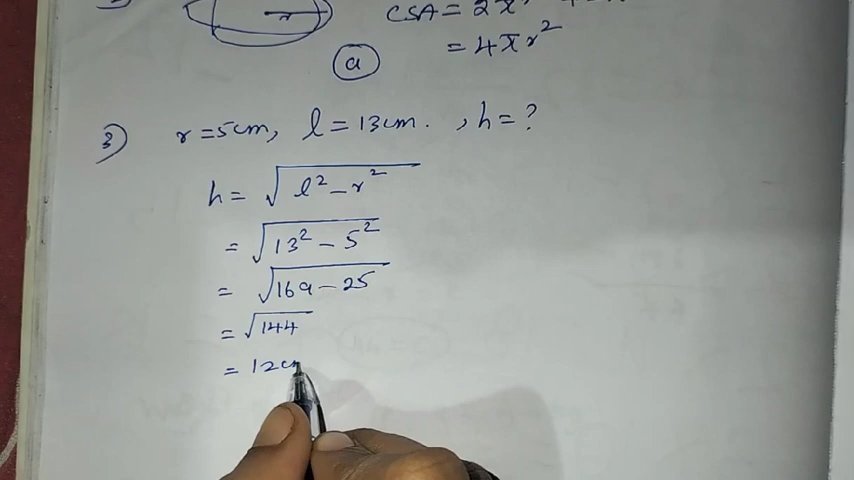 r
CSA = 2π
= 4πr²
(a)
3) r = 5cm, l = 13cm. , h = ?
h = √l² - r²
= √13² - 5²
= √169 - 25
= √144
= 12cm